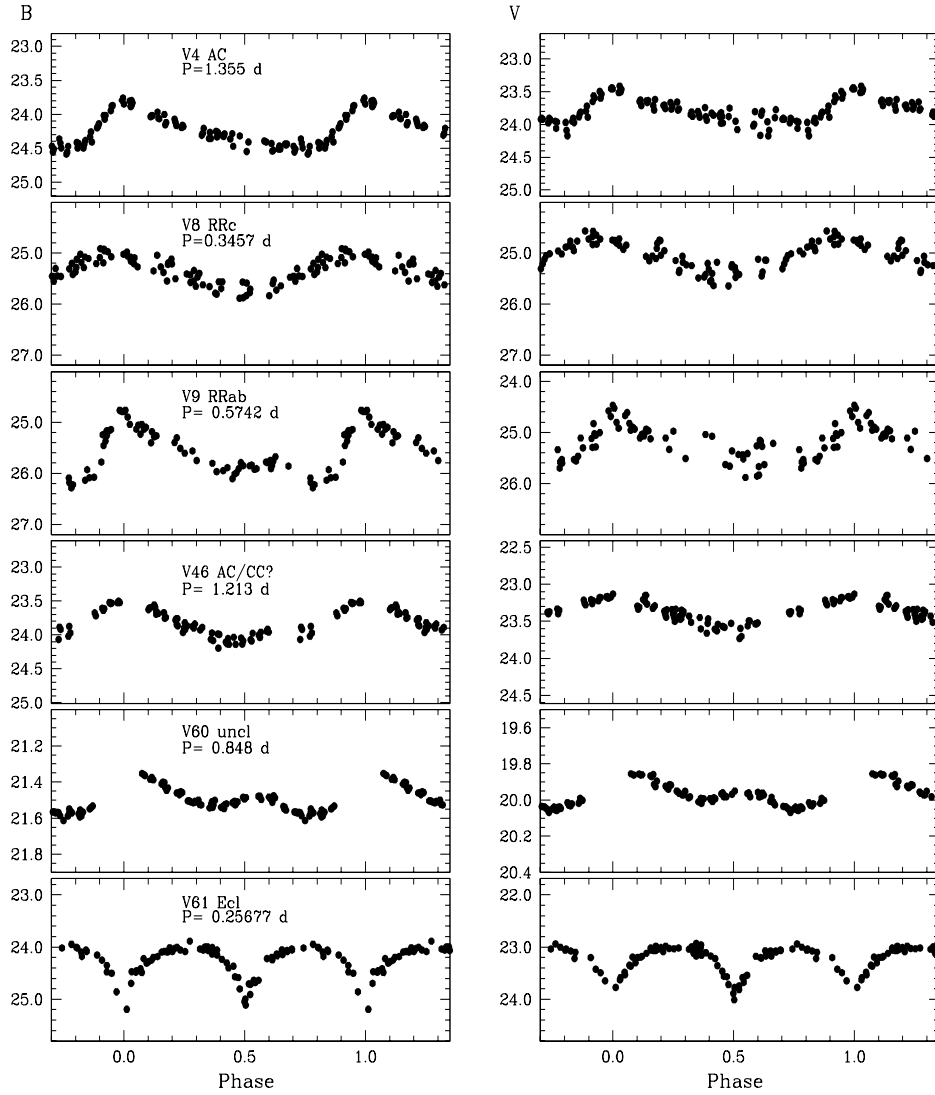 B V
V4 AC
P=1.355 d
23.0 23.0
23.5 23.5
24.0 24.0
24.5 24.5
25.0 25.0
V8 RRc
P=0.3457 d
25.0 25.0
26.0 26.0
27.0 27.0
V9 RRab
P= 0.5742 d
24.0
25.0 25.0
26.0 26.0
27.0
V46 AC/CC?
P= 1.213 d
22.5
23.0 23.0
23.5 23.5
24.0 24.0
24.5 24.5
25.0
V60 uncl
P= 0.848 d
19.6
21.2 19.8
21.5 20.0
21.6 20.2
21.8 20.4
V61 Ecl
P= 0.25677 d
23.0 22.0
24.0 23.0
25.0 24.0
0.0 0.5 1.0 0.0 0.5 1.0
Phase Phase